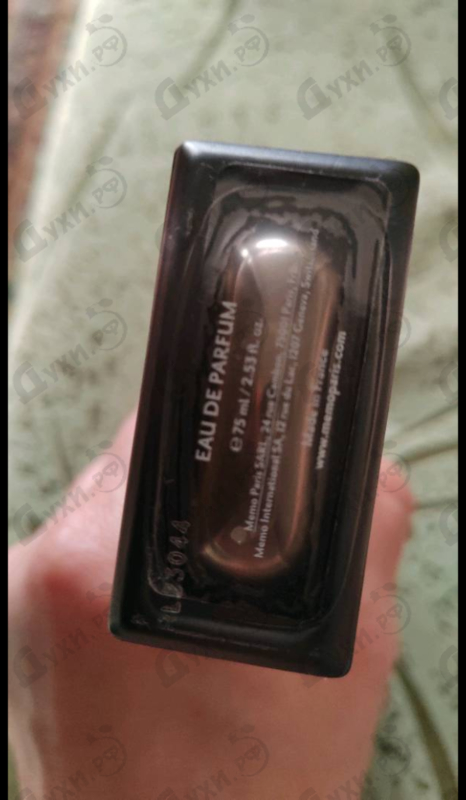 EAU DE PARFUM
℮ 75 ml / 2.53 fl. oz.
Memo Paris SARL, 24 rue Cambon, 75001 Paris,
Memo International SA, 12 rue du Lac, 1207 Geneva, Switzerland
Made in France
www.memoparis.com
3044
Духи.РФ